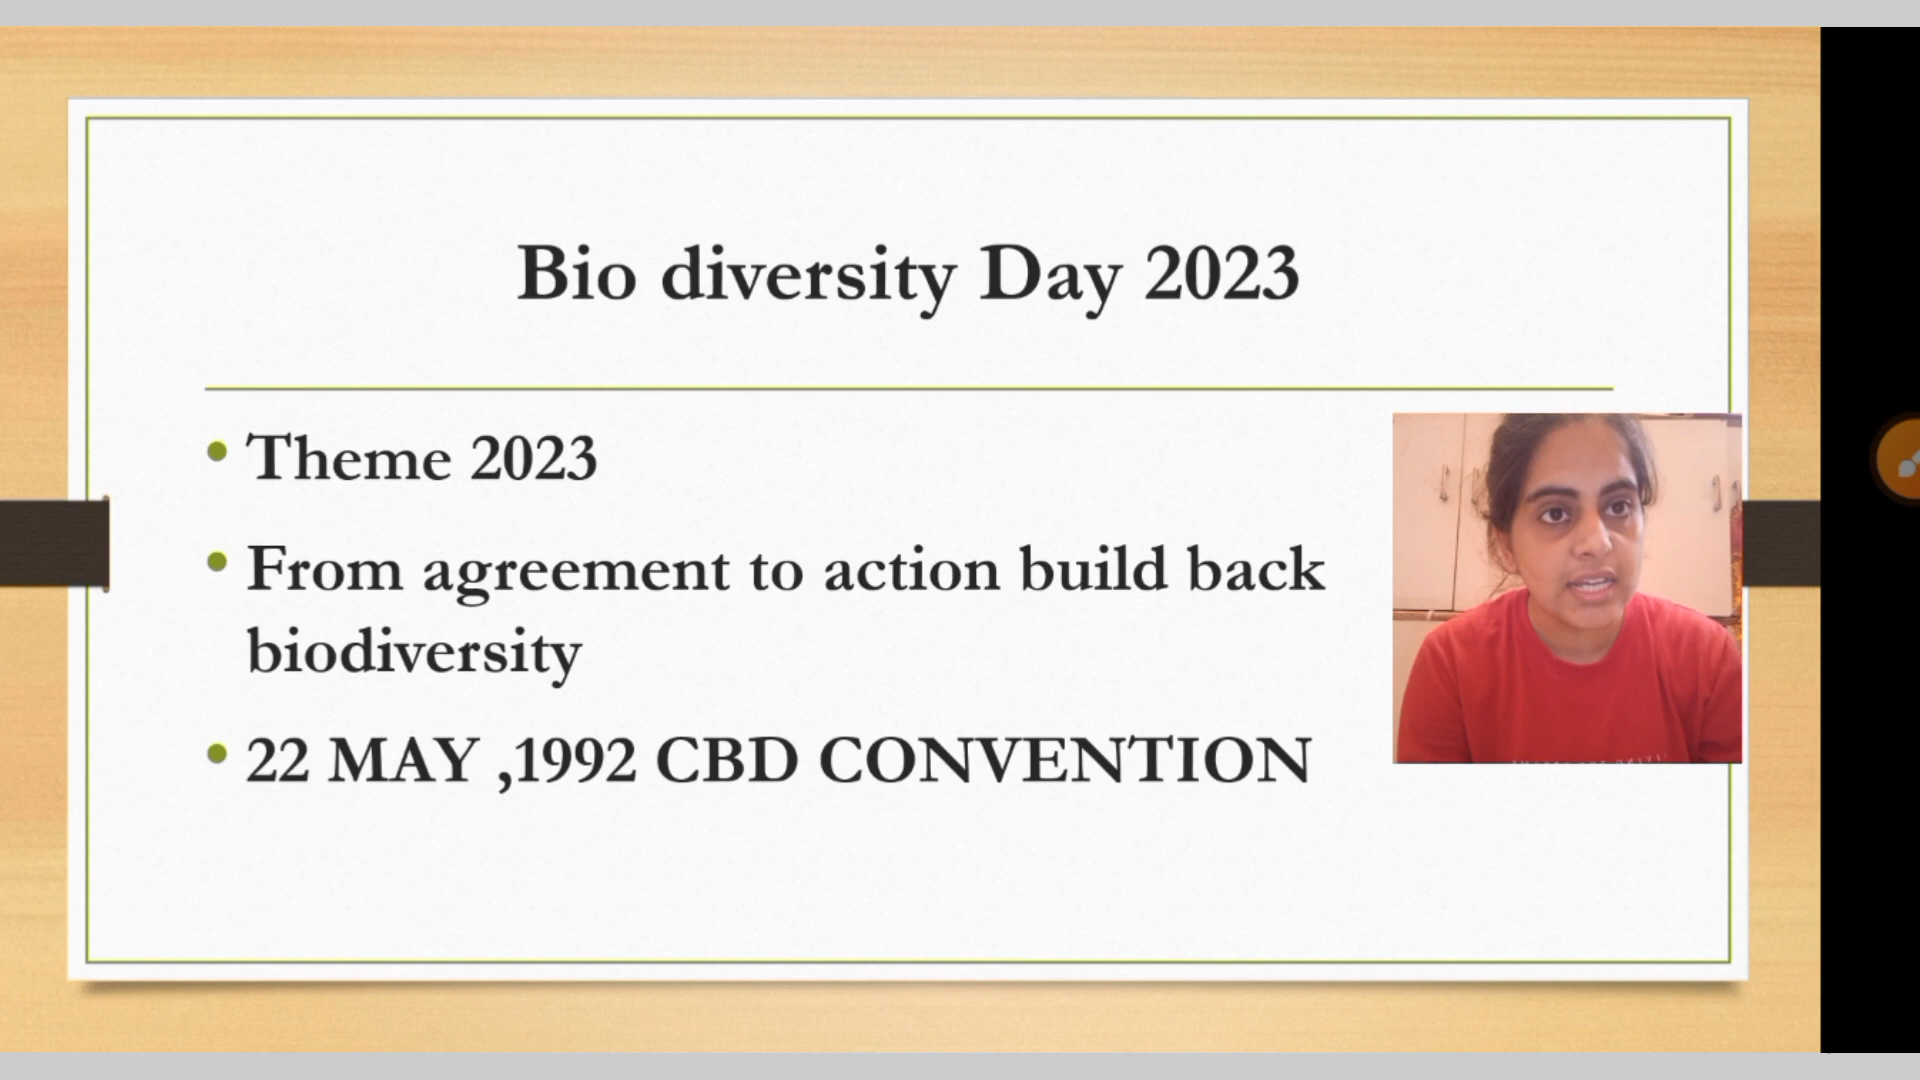 Bio diversity Day 2023
Theme 2023
From agreement to action build back
biodiversity
22 MAY ,1992 CBD CONVENTION